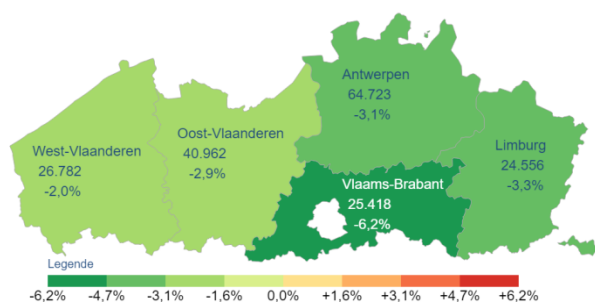 Antwerpen
64.723
-3,1%
Oost-Vlaanderen
40.962
-2,9%
West-Vlaanderen
26.782
-2,0%
Limburg
24.556
-3,3%
Vlaams-Brabant
25.418
-6,2%
Legende
-6,2% -4,7% -3,1% -1,6% 0,0% +1,6% +3,1% +4,7% +6,2%